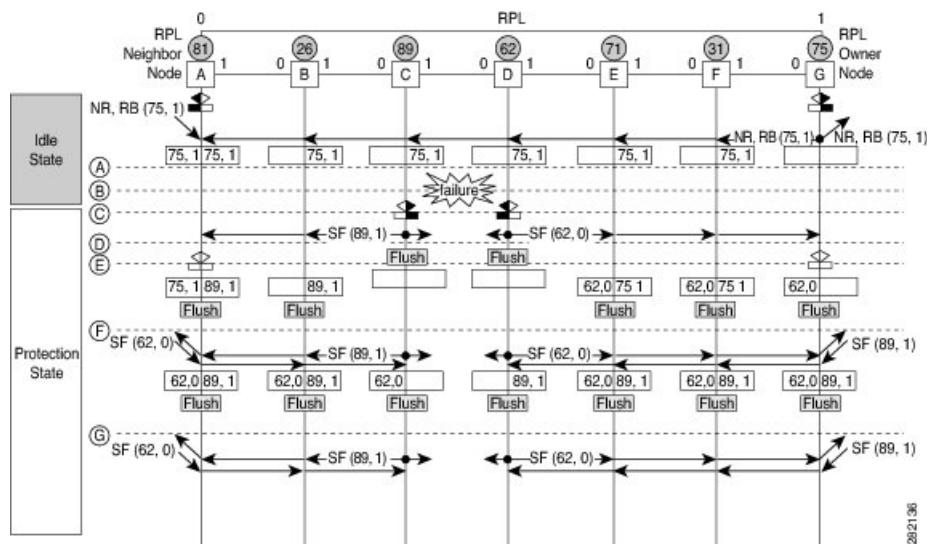 0 RPL 1
RPL Neighbor Node
RPL Owner Node
81 26 89 62 71 31 75
0 1 0 1 0 1 0 1 0 1 0
A B C D E F G
Idle State
NR, RB (75, 1)
NR, RB (75, 1) NR, RB (75, 1)
75, 1 75, 1 75, 1 75, 1 75, 1 75, 1 75, 1
A
B failure
C
SF (89, 1) SF (62, 0)
D
Flush Flush
E
75, 1 89, 1 89, 1 62,0 75 1 62,0 75 1 62,0
Flush Flush Flush Flush Flush
Protection State
F
SF (62, 0) SF (89, 1) SF (62, 0) SF (89, 1)
62,0 89, 1 62,0 89, 1 62,0 89, 1 62,0 89, 1 62,0 89, 1 62,0 89, 1
Flush Flush Flush Flush Flush Flush Flush
G
SF (62, 0) SF (89, 1) SF (62, 0) SF (89, 1)
282136